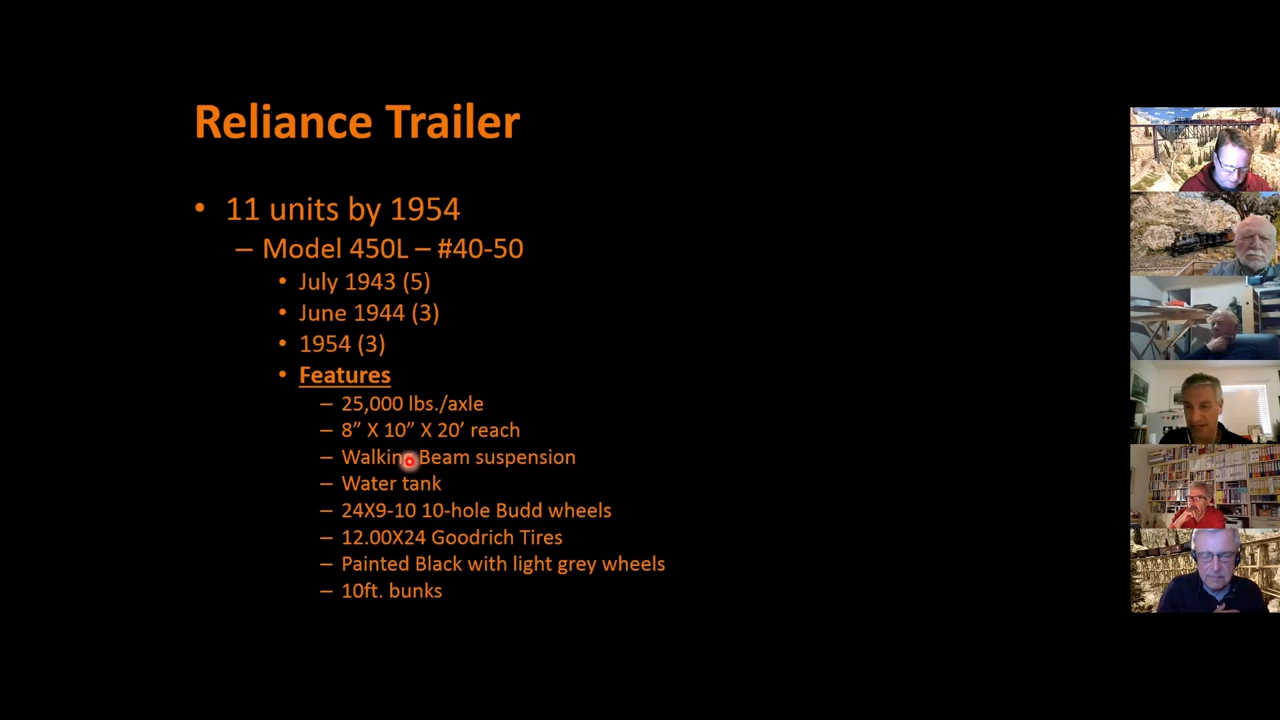 Reliance Trailer
• 11 units by 1954
– Model 450L – #40-50
• July 1943 (5)
• June 1944 (3)
• 1954 (3)
• Features
– 25,000 lbs./axle
– 8” X 10” X 20’ reach
– Walking Beam suspension
– Water tank
– 24X9-10 10-hole Budd wheels
– 12.00X24 Goodrich Tires
– Painted Black with light grey wheels
– 10ft. bunks